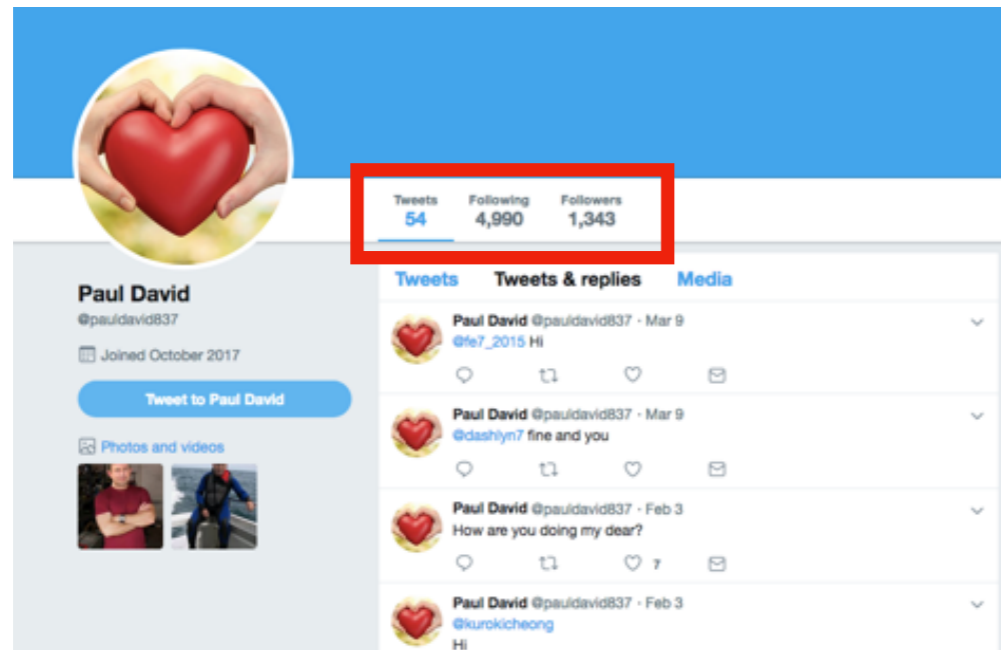 Tweets Following Followers
54 4,990 1,343
Paul David
@pauldavid837
Joined October 2017
Tweet to Paul David
Photos and videos
Tweets Tweets & replies Media
Paul David @pauldavid837 · Mar 9
@fe7_2015 Hi
Paul David @pauldavid837 · Mar 9
@dashlyn7 fine and you
Paul David @pauldavid837 · Feb 3
How are you doing my dear?
7
Paul David @pauldavid837 · Feb 3
@kurokicheong
Hi